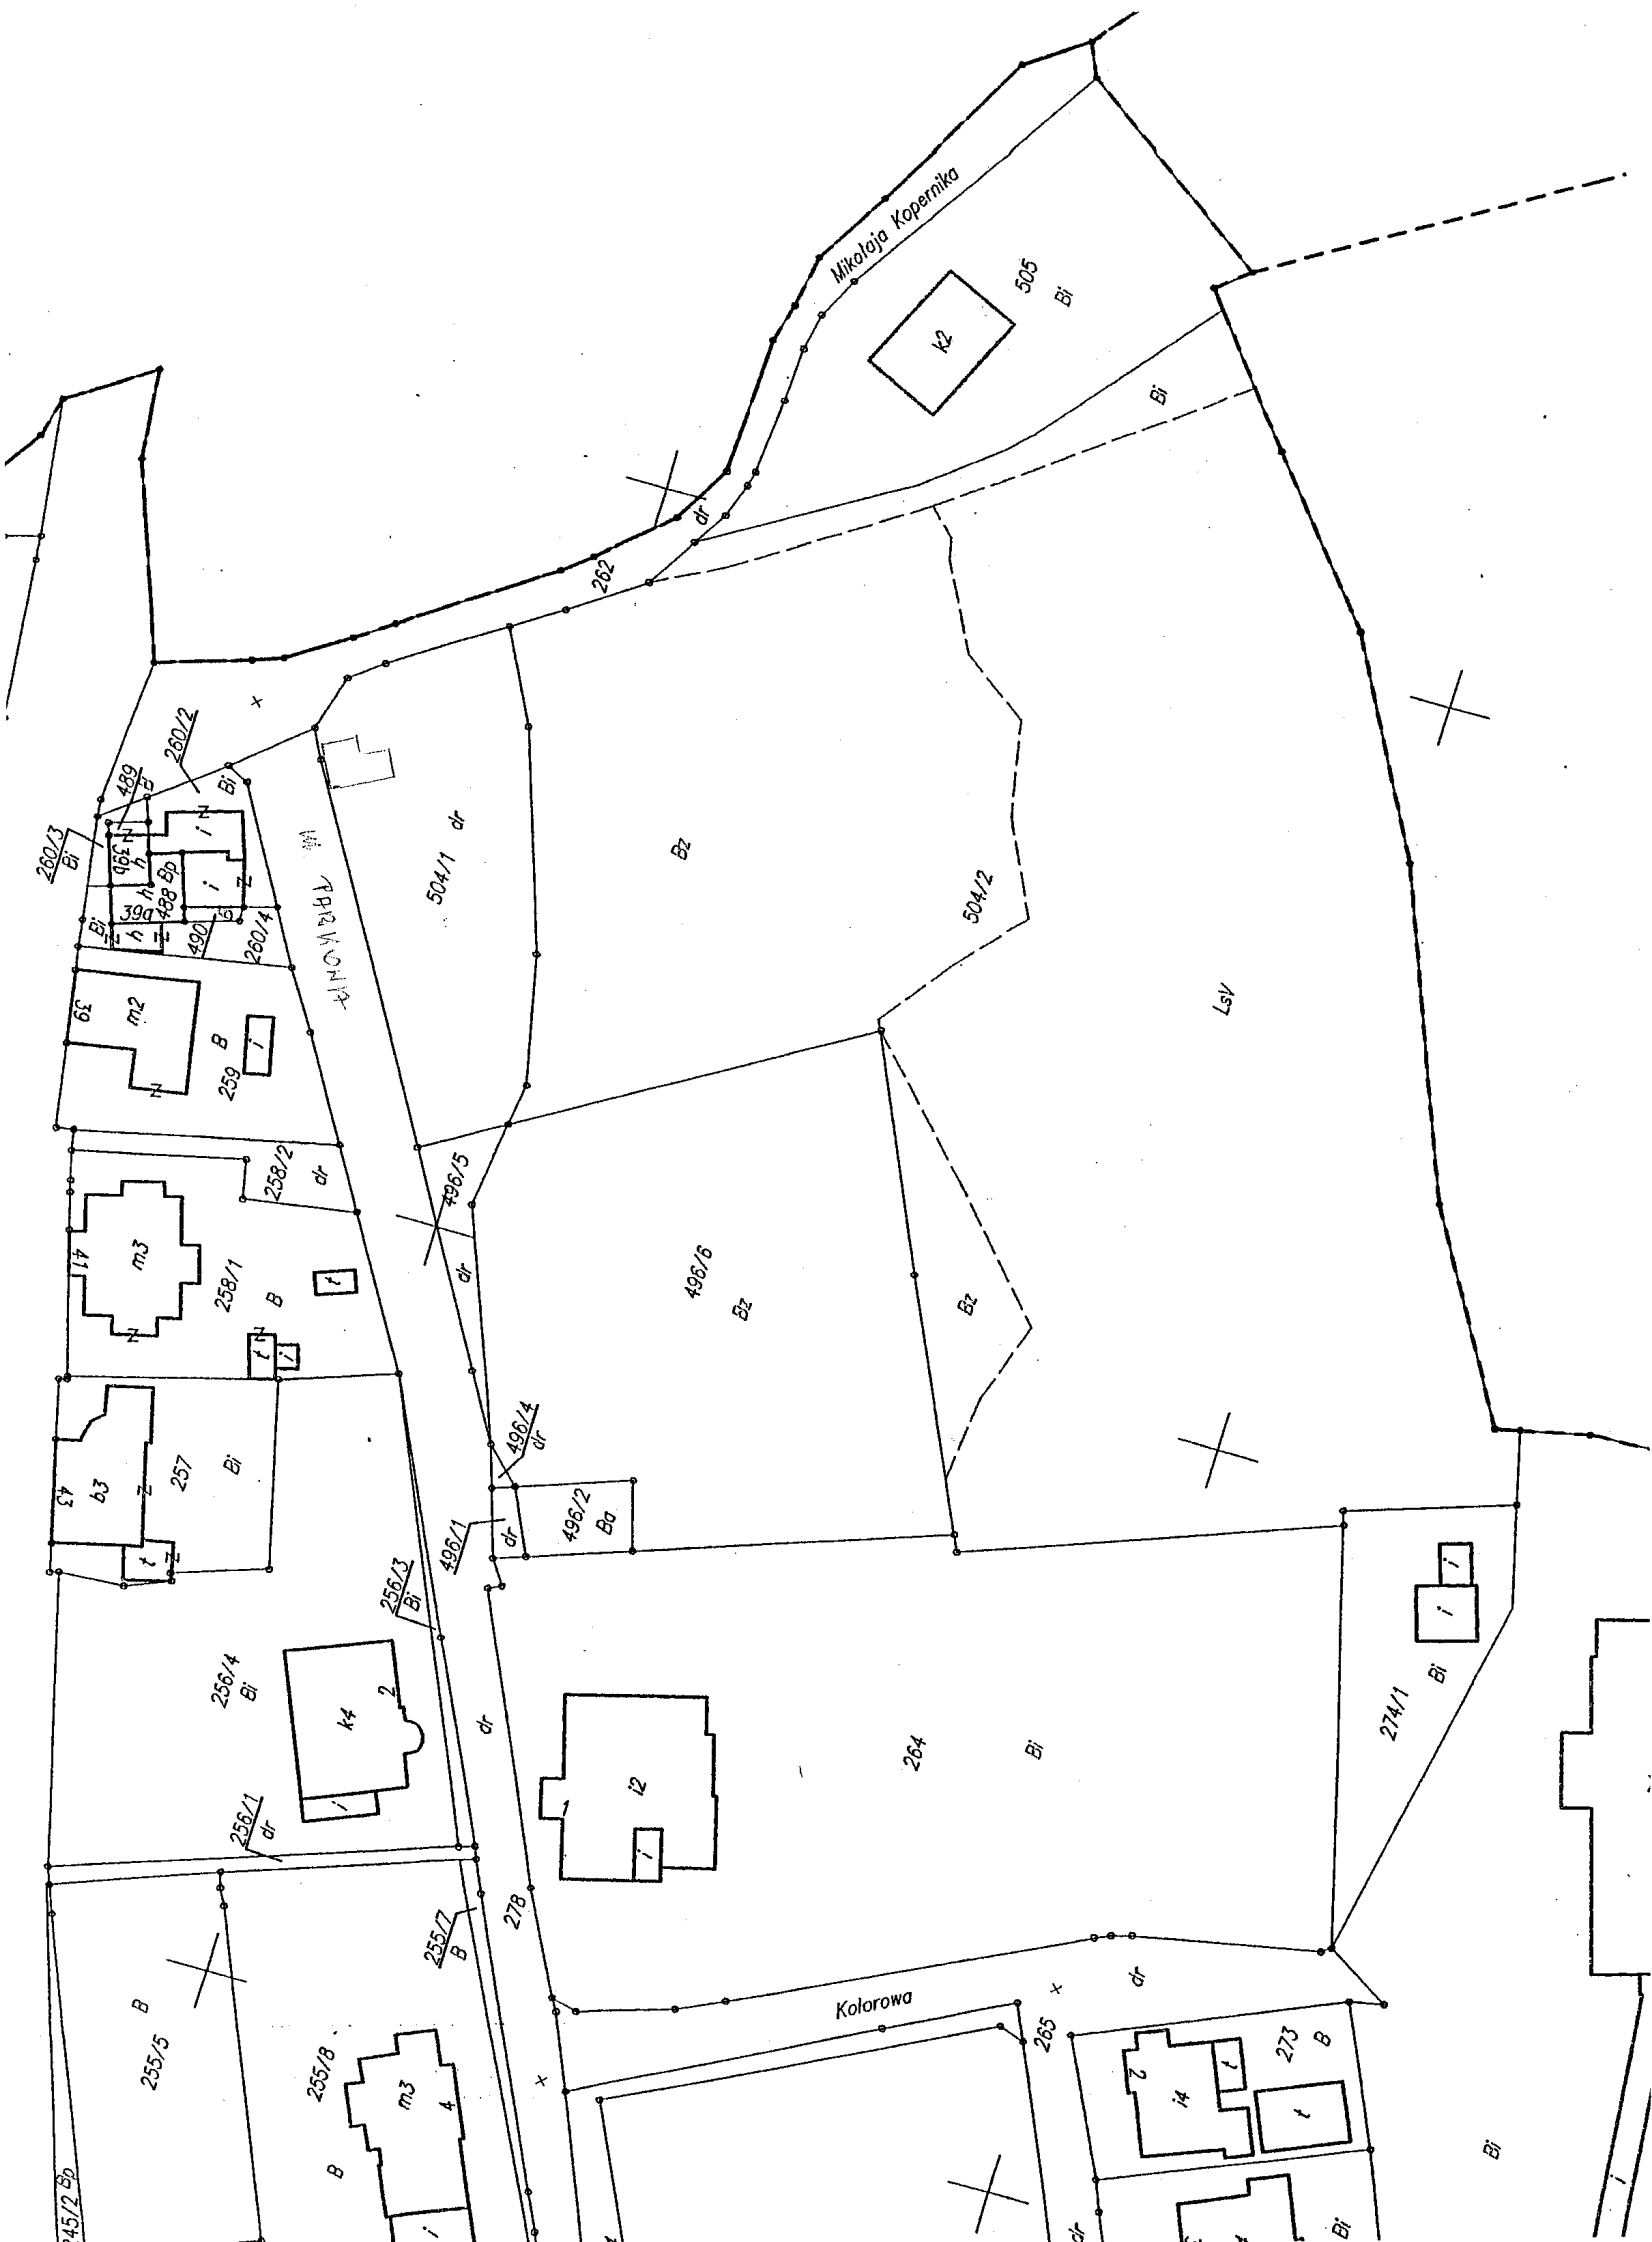 Mikołaja Kopernika
505
Bi
k2
Bi
dr
262
260/2
489
Bi
260/3
Bi
Z
i
39b
h
Z
h
488 Bp
i
Z
39a
Bi
h
Z
Z
490
260/4
504/1
dr
Bz
504/2
LsV
39
m2
B
i
259
Z
258/2
dr
496/5
dr
41
m3
258/1
B
t
Z
Z
t
i
496/6
Bz
Bz
496/4
dr
43
b3
257
Bi
Z
t
Z
496/1
dr
496/2
Ba
256/3
Bi
256/4
Bi
k4
2
i
dr
1
i2
i
264
Bi
274/1
Bi
i
i
256/1
dr
278
255/7
B
B
255/5
255/8
m3
4
B
i
Kolorowa
265
dr
2
i4
t
t
273
B
Bi
i
245/2 Bp
dr
Bi